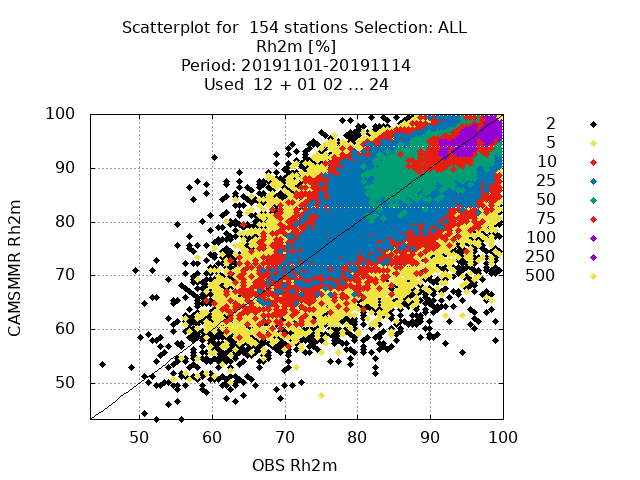 Scatterplot for 154 stations Selection: ALL
Rh2m [%]
Period: 20191101-20191114
Used 12 + 01 02 ... 24
CAMSMMR Rh2m
100
90
80
70
60
50
50 60 70 80 90 100
OBS Rh2m
2
5
10
25
50
75
100
250
500